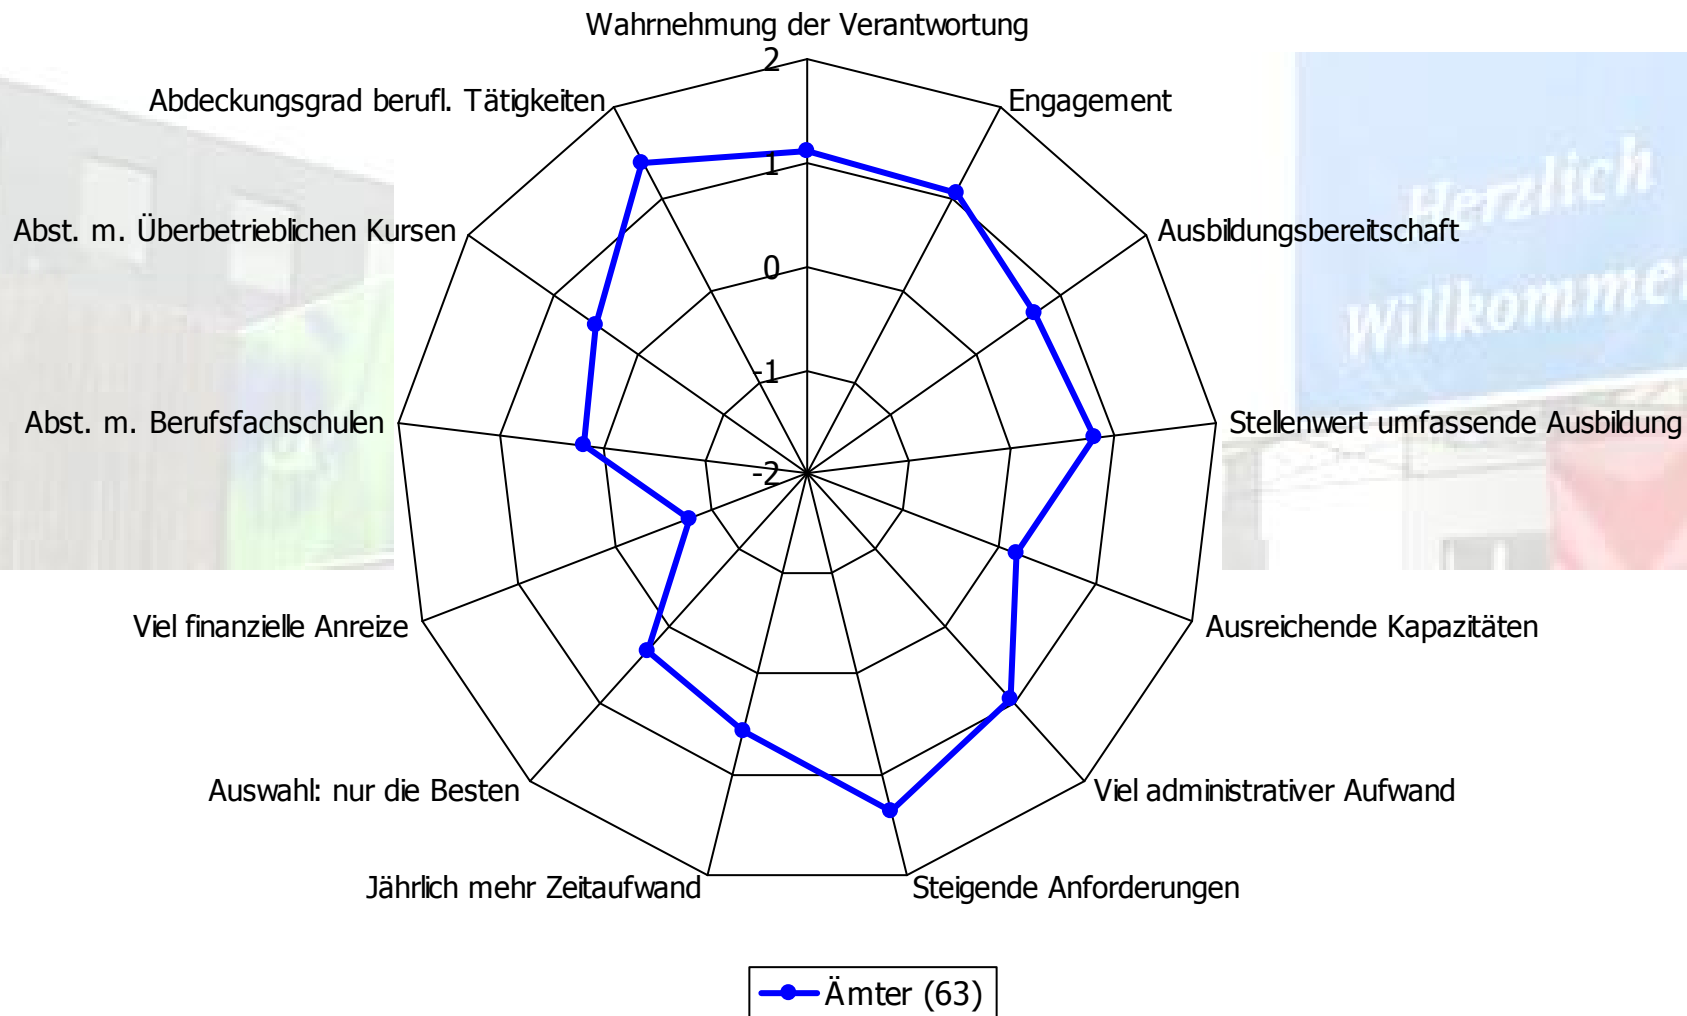 Wahrnehmung der Verantwortung
2
Abdeckungsgrad berufl. Tätigkeiten
Engagement
1
Herzlich
Abst. m. Überbetrieblichen Kursen
Ausbildungsbereitschaft
0
Willkommen
-1
Abst. m. Berufsfachschulen
Stellenwert umfassende Ausbildung
-2
Viel finanzielle Anreize
Ausreichende Kapazitäten
Auswahl: nur die Besten
Viel administrativer Aufwand
Jährlich mehr Zeitaufwand
Steigende Anforderungen
Ämter (63)